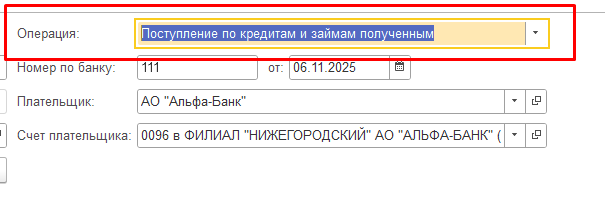 Операция: Поступление по кредитам и займам полученным
Номер по банку: 111 от: 06.11.2025
Плательщик: АО "Альфа-Банк"
Счет плательщика: 0096 в ФИЛИАЛ "НИЖЕГОРОДСКИЙ" АО "АЛЬФА-БАНК" (